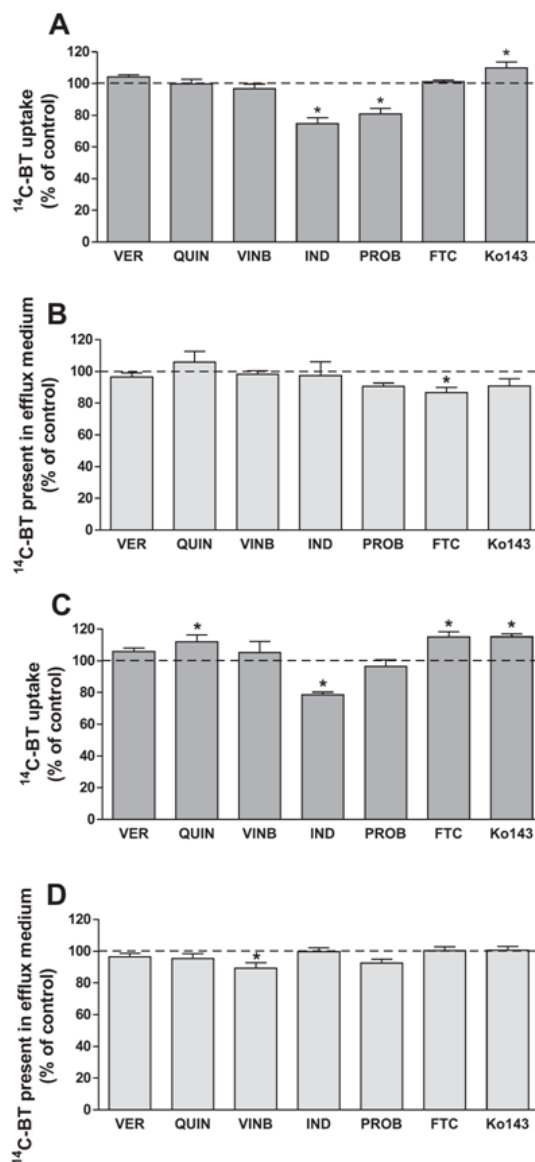 A
¹⁴C-BT uptake
(% of control)
120
100
80
60
40
20
0
* * *
VER QUIN VINB IND PROB FTC Ko143
B
¹⁴C-BT present in efflux medium
(% of control)
120
100
80
60
40
20
0
*
VER QUIN VINB IND PROB FTC Ko143
C
¹⁴C-BT uptake
(% of control)
120
100
80
60
40
20
0
* * * *
VER QUIN VINB IND PROB FTC Ko143
D
¹⁴C-BT present in efflux medium
(% of control)
120
100
80
60
40
20
0
*
VER QUIN VINB IND PROB FTC Ko143